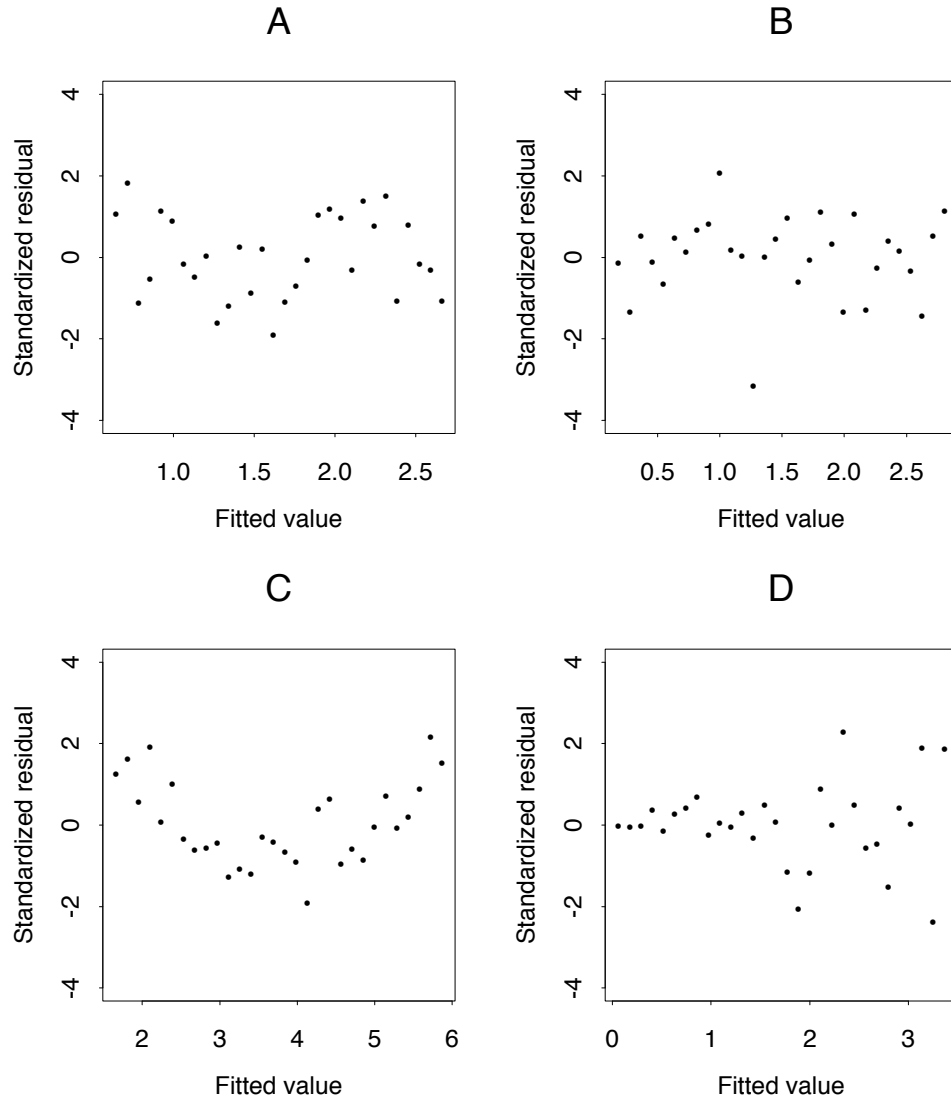 A
Standardized residual
4
2
0
-2
-4
1.0 1.5 2.0 2.5
Fitted value
B
Standardized residual
4
2
0
-2
-4
0.5 1.0 1.5 2.0 2.5
Fitted value
C
Standardized residual
4
2
0
-2
-4
2 3 4 5 6
Fitted value
D
Standardized residual
4
2
0
-2
-4
0 1 2 3
Fitted value